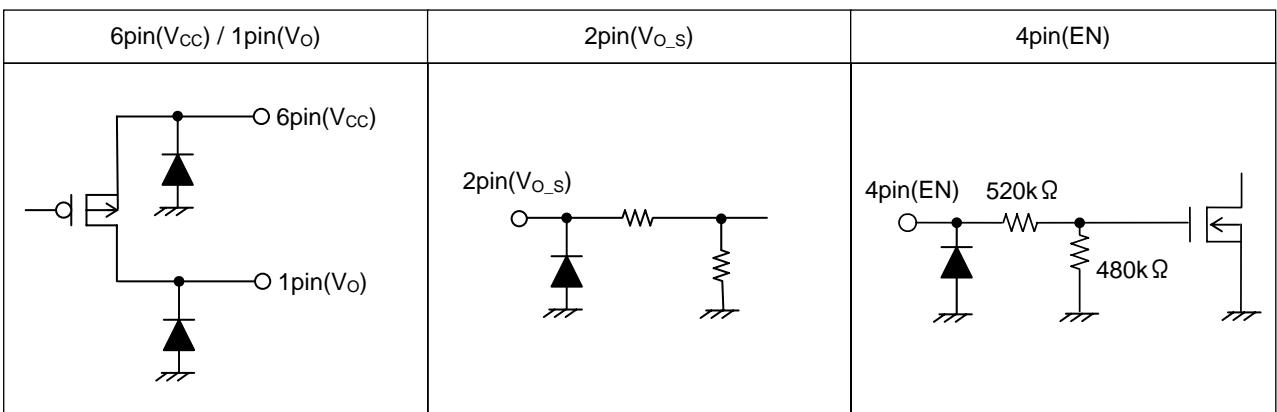 6pin(VCC) / 1pin(VO)
2pin(VO_S)
4pin(EN)
6pin(VCC)
1pin(VO)
2pin(VO_S)
4pin(EN)
520kΩ
480kΩ